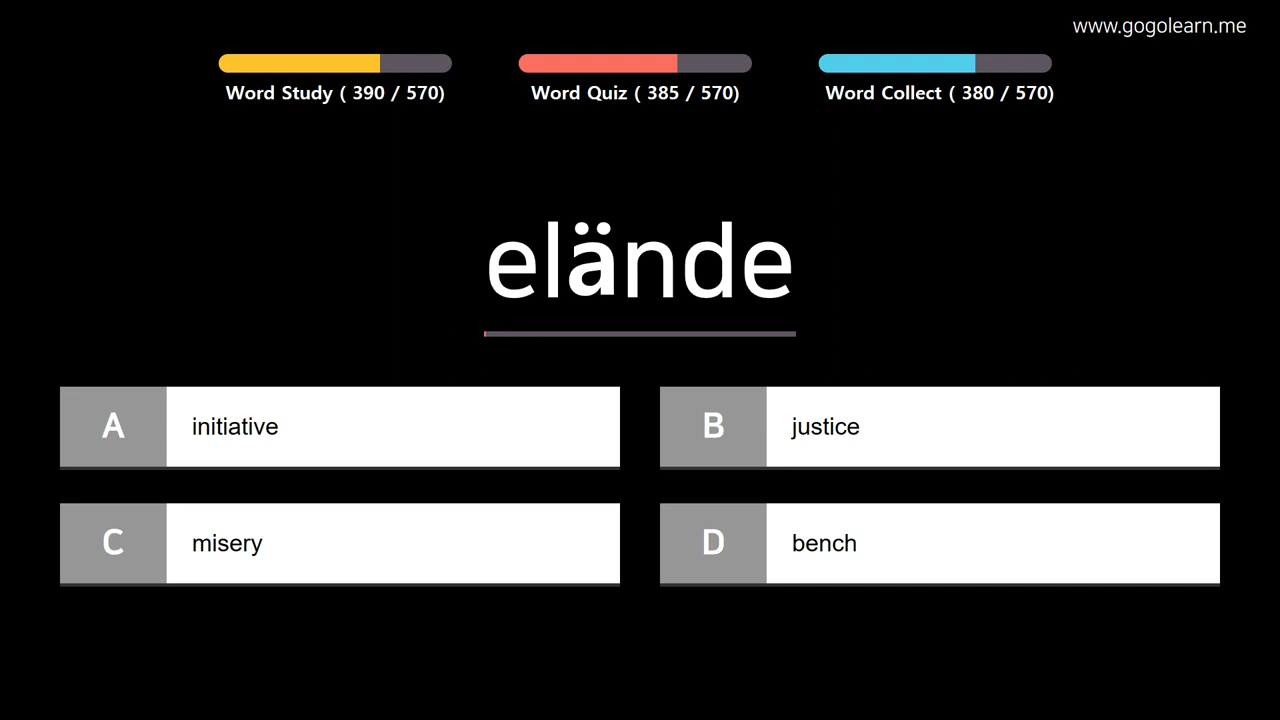 www.gogolearn.me
Word Study ( 390 / 570)
Word Quiz ( 385 / 570)
Word Collect ( 380 / 570)
elände
A initiative
B justice
C misery
D bench